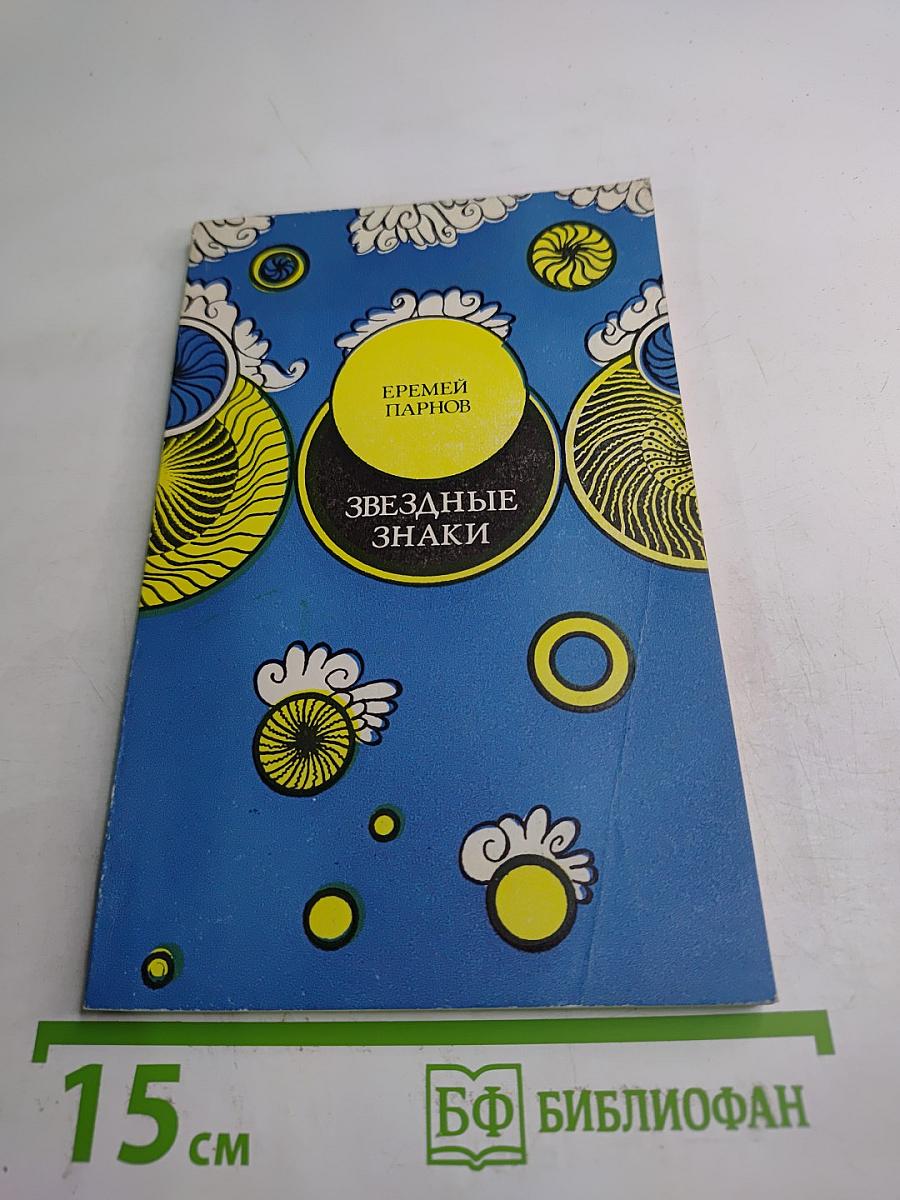 ЕРЕМЕЙ
ПАРНОВ
ЗВЕЗДНЫЕ
ЗНАКИ
15 см
БФ БИБЛИОФАН